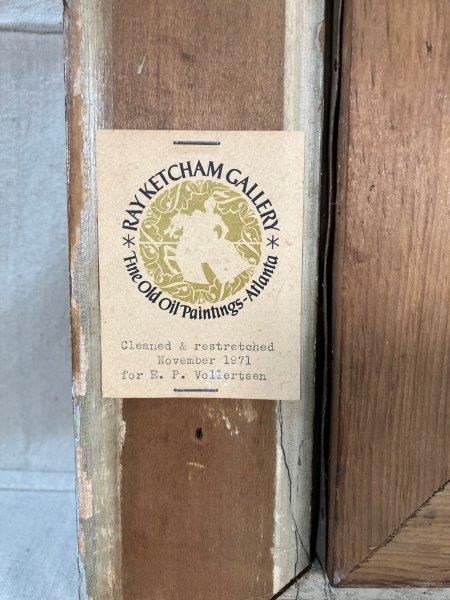 * RAY KETCHAM GALLERY *
Fine Old Oil Paintings-Atlanta
Cleaned & restretched
November 1971
for E. P. Vollertsen